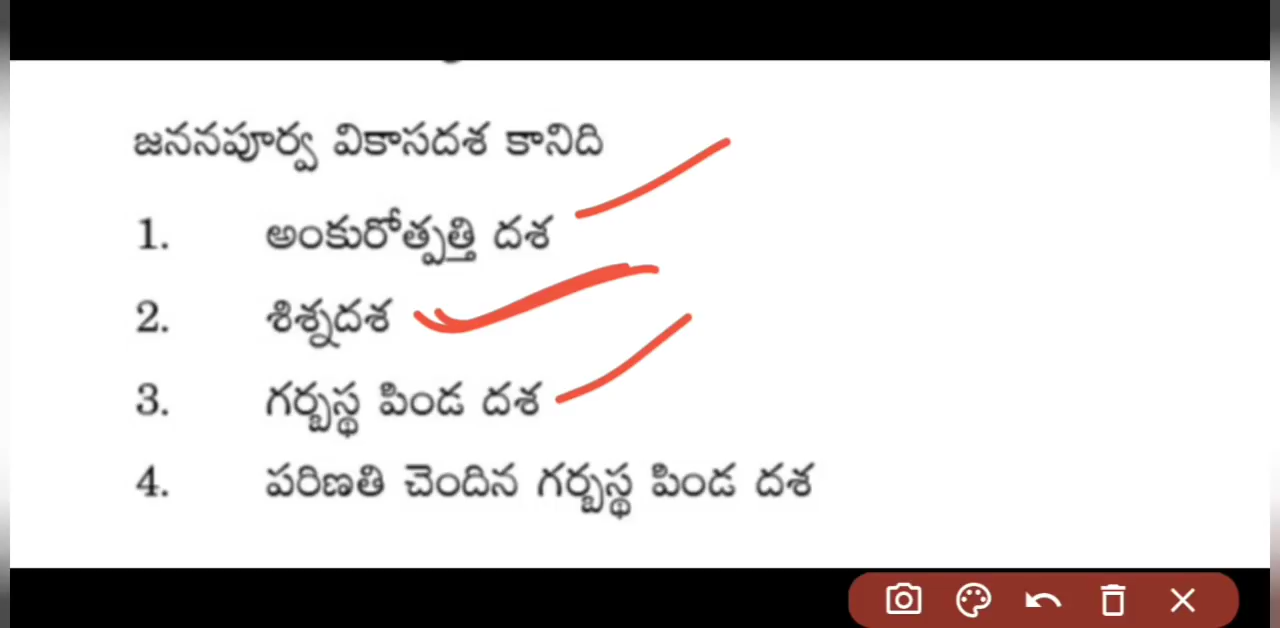 జననపూర్వ వికాసదశ కానిది
1. అంకురోత్పత్తి దశ
2. శిశ్నదశ
3. గర్భస్థ పిండ దశ
4. పరిణతి చెందిన గర్భస్థ పిండ దశ